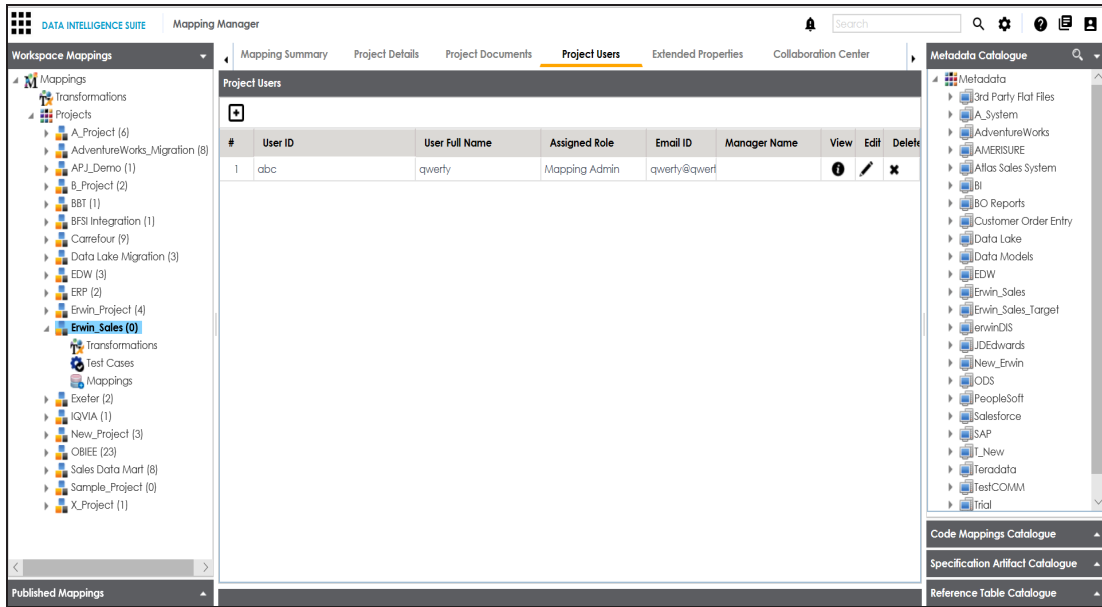 DATA INTELLIGENCE SUITE Mapping Manager Search
Workspace Mappings
Mappings
Transformations
Projects
A_Project (6)
AdventureWorks_Migration (8)
APJ_Demo (1)
B_Project (2)
BBT (1)
BFSI Integration (1)
Carrefour (9)
Data Lake Migration (3)
EDW (3)
ERP (2)
Erwin_Project (4)
Erwin_Sales (0)
Transformations
Test Cases
Mappings
Exeter (2)
IQVIA (1)
New_Project (3)
OBIEE (23)
Sales Data Mart (8)
Sample_Project (0)
X_Project (1)
Published Mappings
Mapping Summary Project Details Project Documents Project Users Extended Properties Collaboration Center
Project Users
# User ID User Full Name Assigned Role Email ID Manager Name View Edit Delete
1 abc qwerty Mapping Admin qwerty@qwert
Metadata Catalogue
Metadata
3rd Party Flat Files
A_System
AdventureWorks
AMERISURE
Atlas Sales System
BI
BO Reports
Customer Order Entry
Data Lake
Data Models
EDW
Erwin_Sales
Erwin_Sales_Target
erwinDIS
JDEdwards
New_Erwin
ODS
PeopleSoft
Salesforce
SAP
T_New
Teradata
TestCOMM
Trial
Code Mappings Catalogue
Specification Artifact Catalogue
Reference Table Catalogue